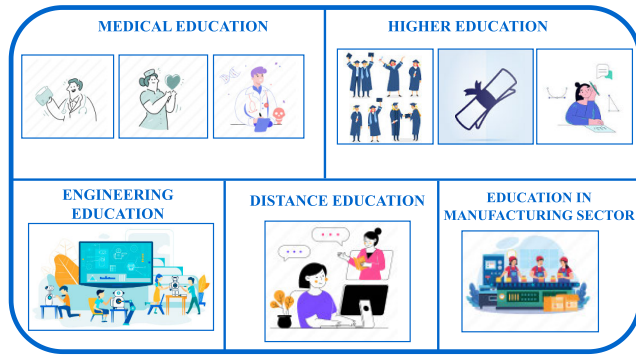 MEDICAL EDUCATION
HIGHER EDUCATION
ENGINEERING
EDUCATION
DISTANCE EDUCATION
EDUCATION IN
MANUFACTURING SECTOR